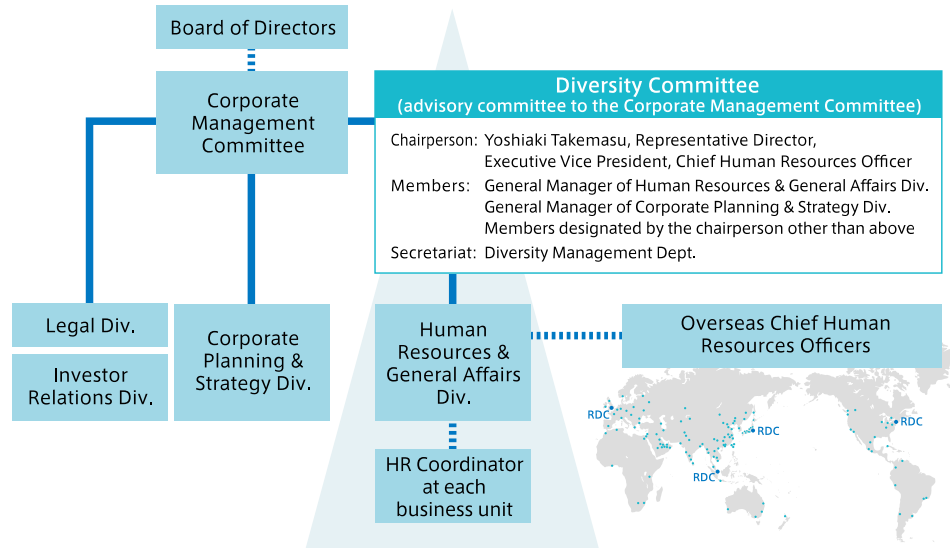 Board of Directors
Corporate
Management
Committee
Diversity Committee
(advisory committee to the Corporate Management Committee)
Chairperson: Yoshiaki Takemasu, Representative Director,
Executive Vice President, Chief Human Resources Officer
Members: General Manager of Human Resources & General Affairs Div.
General Manager of Corporate Planning & Strategy Div.
Members designated by the chairperson other than above
Secretariat: Diversity Management Dept.
Legal Div.
Investor
Relations Div.
Corporate
Planning &
Strategy Div.
Human
Resources &
General Affairs
Div.
Overseas Chief Human
Resources Officers
HR Coordinator
at each
business unit
RDC
RDC
RDC
RDC